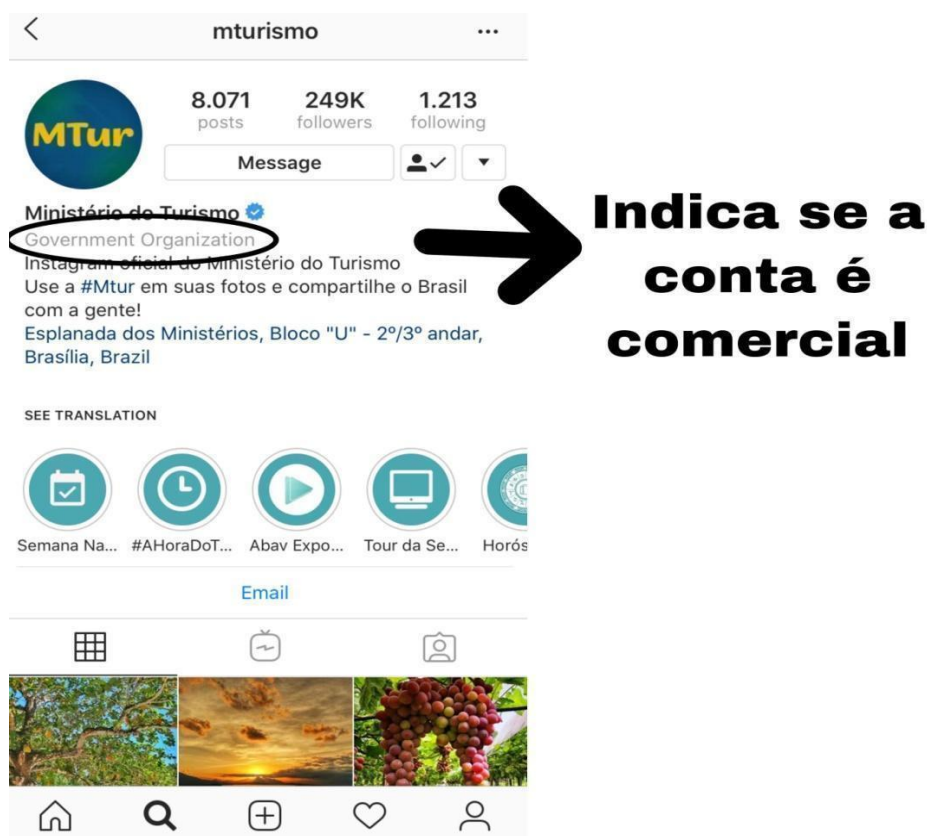 mturismo
8.071 249K 1.213
posts followers following
MTur
Message
Ministério do Turismo
Government Organization
Instagram oficial do Ministério do Turismo
Use a #Mtur em suas fotos e compartilhe o Brasil
com a gente!
Esplanada dos Ministérios, Bloco "U" - 2º/3º andar,
Brasília, Brazil
SEE TRANSLATION
Semana Na... #AHoraDoT... Abav Expo... Tour da Se... Horós
Email
Indica se a
conta é
comercial